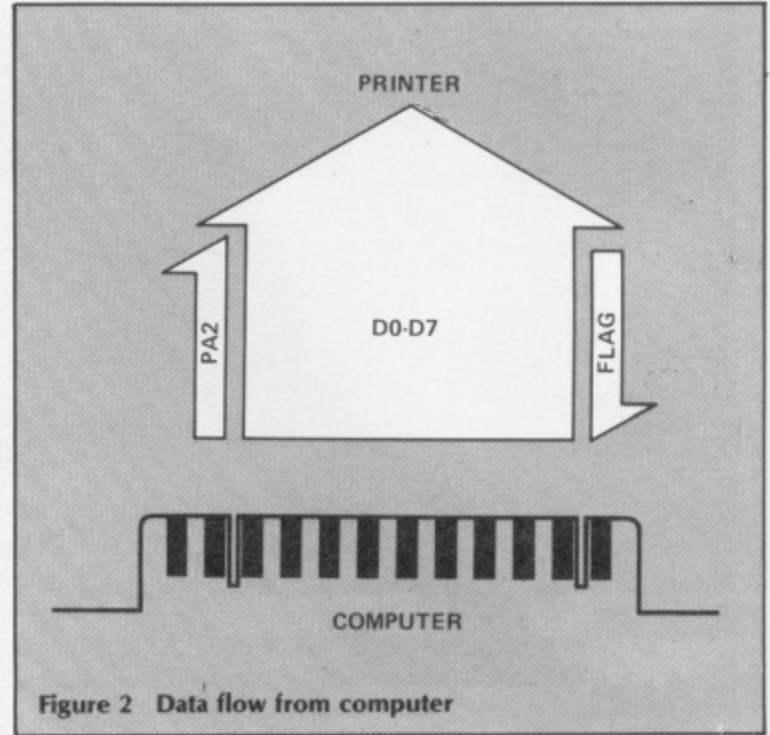 PRINTER
PA2
D0-D7
FLAG
COMPUTER
Figure 2 Data flow from computer